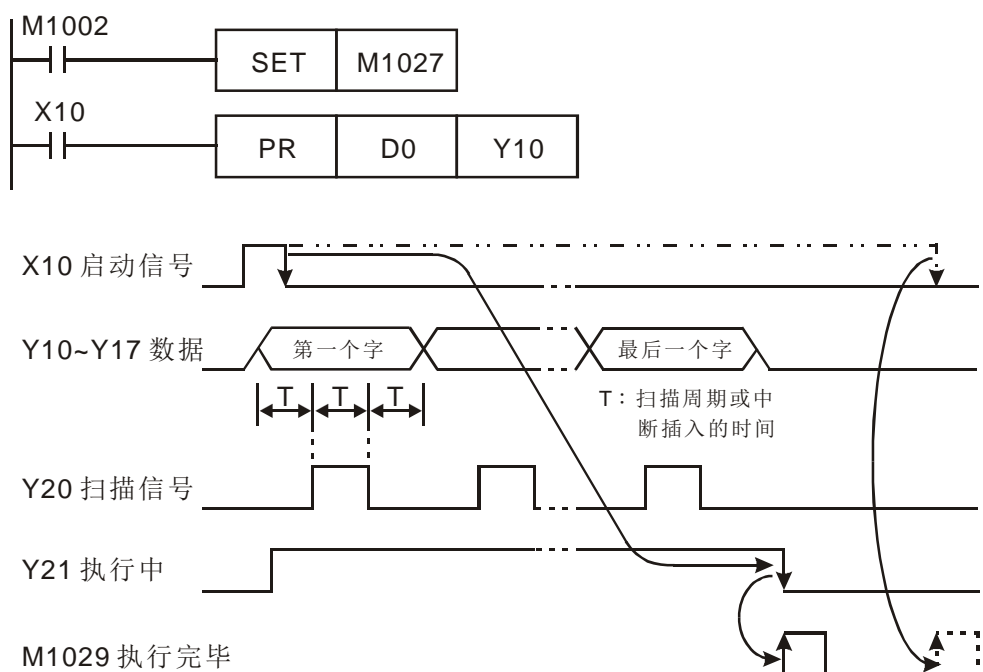 M1002
SET M1027
X10
PR D0 Y10
X10 启动信号
Y10~Y17 数据
第一个字
最后一个字
T T T
T：扫描周期或中
断插入的时间
Y20 扫描信号
Y21 执行中
M1029 执行完毕